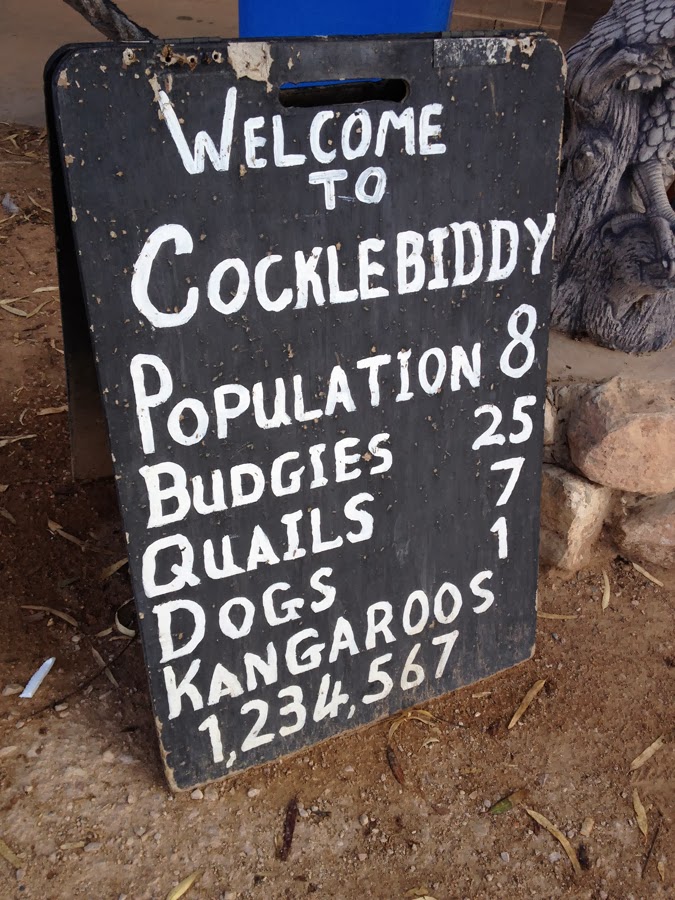 WELCOME
TO
COCKLEBIDDY
POPULATION 8
BUDGIES 25
QUAILS 7
DOGS 1
KANGAROOS
1,234,567